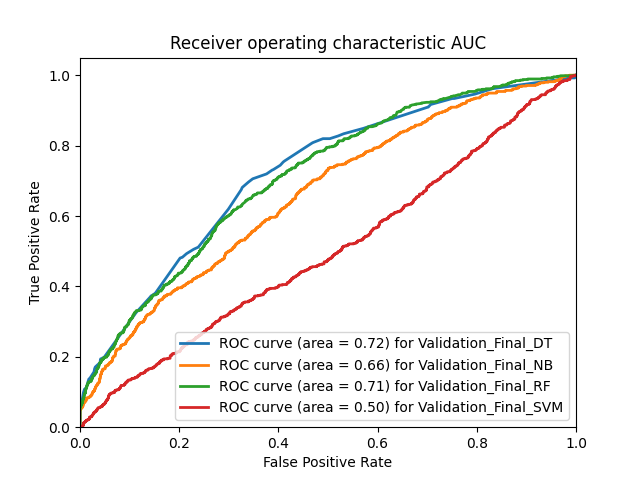 Receiver operating characteristic AUC
True Positive Rate
1.0
0.8
0.6
0.4
0.2
0.0
ROC curve (area = 0.72) for Validation_Final_DT
ROC curve (area = 0.66) for Validation_Final_NB
ROC curve (area = 0.71) for Validation_Final_RF
ROC curve (area = 0.50) for Validation_Final_SVM
0.0 0.2 0.4 0.6 0.8 1.0
False Positive Rate